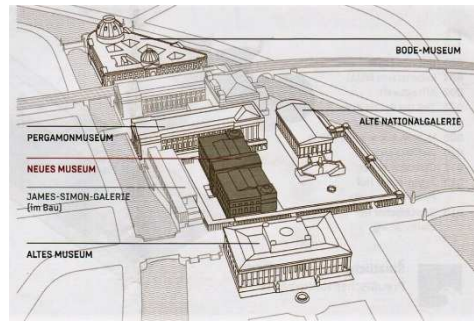 BODE-MUSEUM
ALTE NATIONALGALERIE
PERGAMONMUSEUM
NEUES MUSEUM
JAMES-SIMON-GALERIE
(im Bau)
ALTES MUSEUM